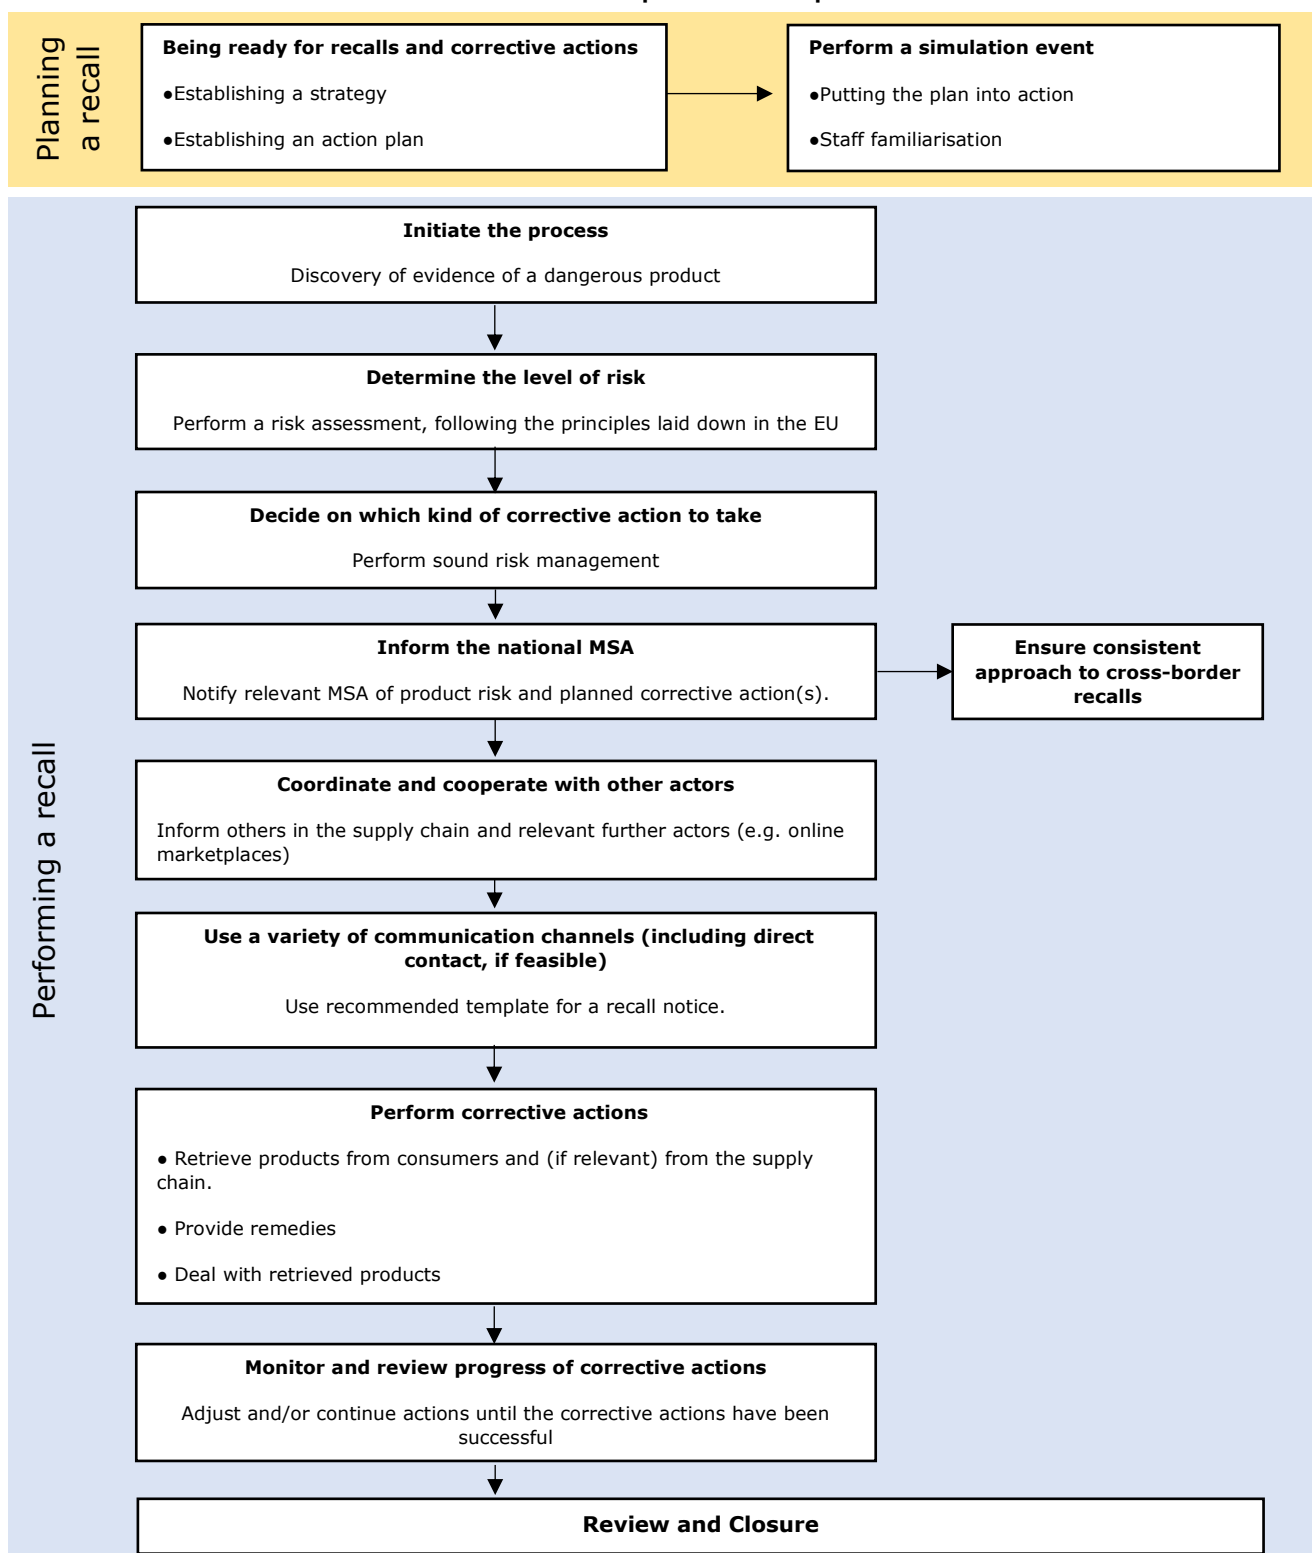 Planning
a recall
Being ready for recalls and corrective actions
●Establishing a strategy
●Establishing an action plan
Perform a simulation event
●Putting the plan into action
●Staff familiarisation
Performing a recall
Initiate the process
Discovery of evidence of a dangerous product
Determine the level of risk
Perform a risk assessment, following the principles laid down in the EU
Decide on which kind of corrective action to take
Perform sound risk management
Inform the national MSA
Notify relevant MSA of product risk and planned corrective action(s).
Ensure consistent
approach to cross-border
recalls
Coordinate and cooperate with other actors
Inform others in the supply chain and relevant further actors (e.g. online
marketplaces)
Use a variety of communication channels (including direct
contact, if feasible)
Use recommended template for a recall notice.
Perform corrective actions
● Retrieve products from consumers and (if relevant) from the supply
chain.
● Provide remedies
● Deal with retrieved products
Monitor and review progress of corrective actions
Adjust and/or continue actions until the corrective actions have been
successful
Review and Closure